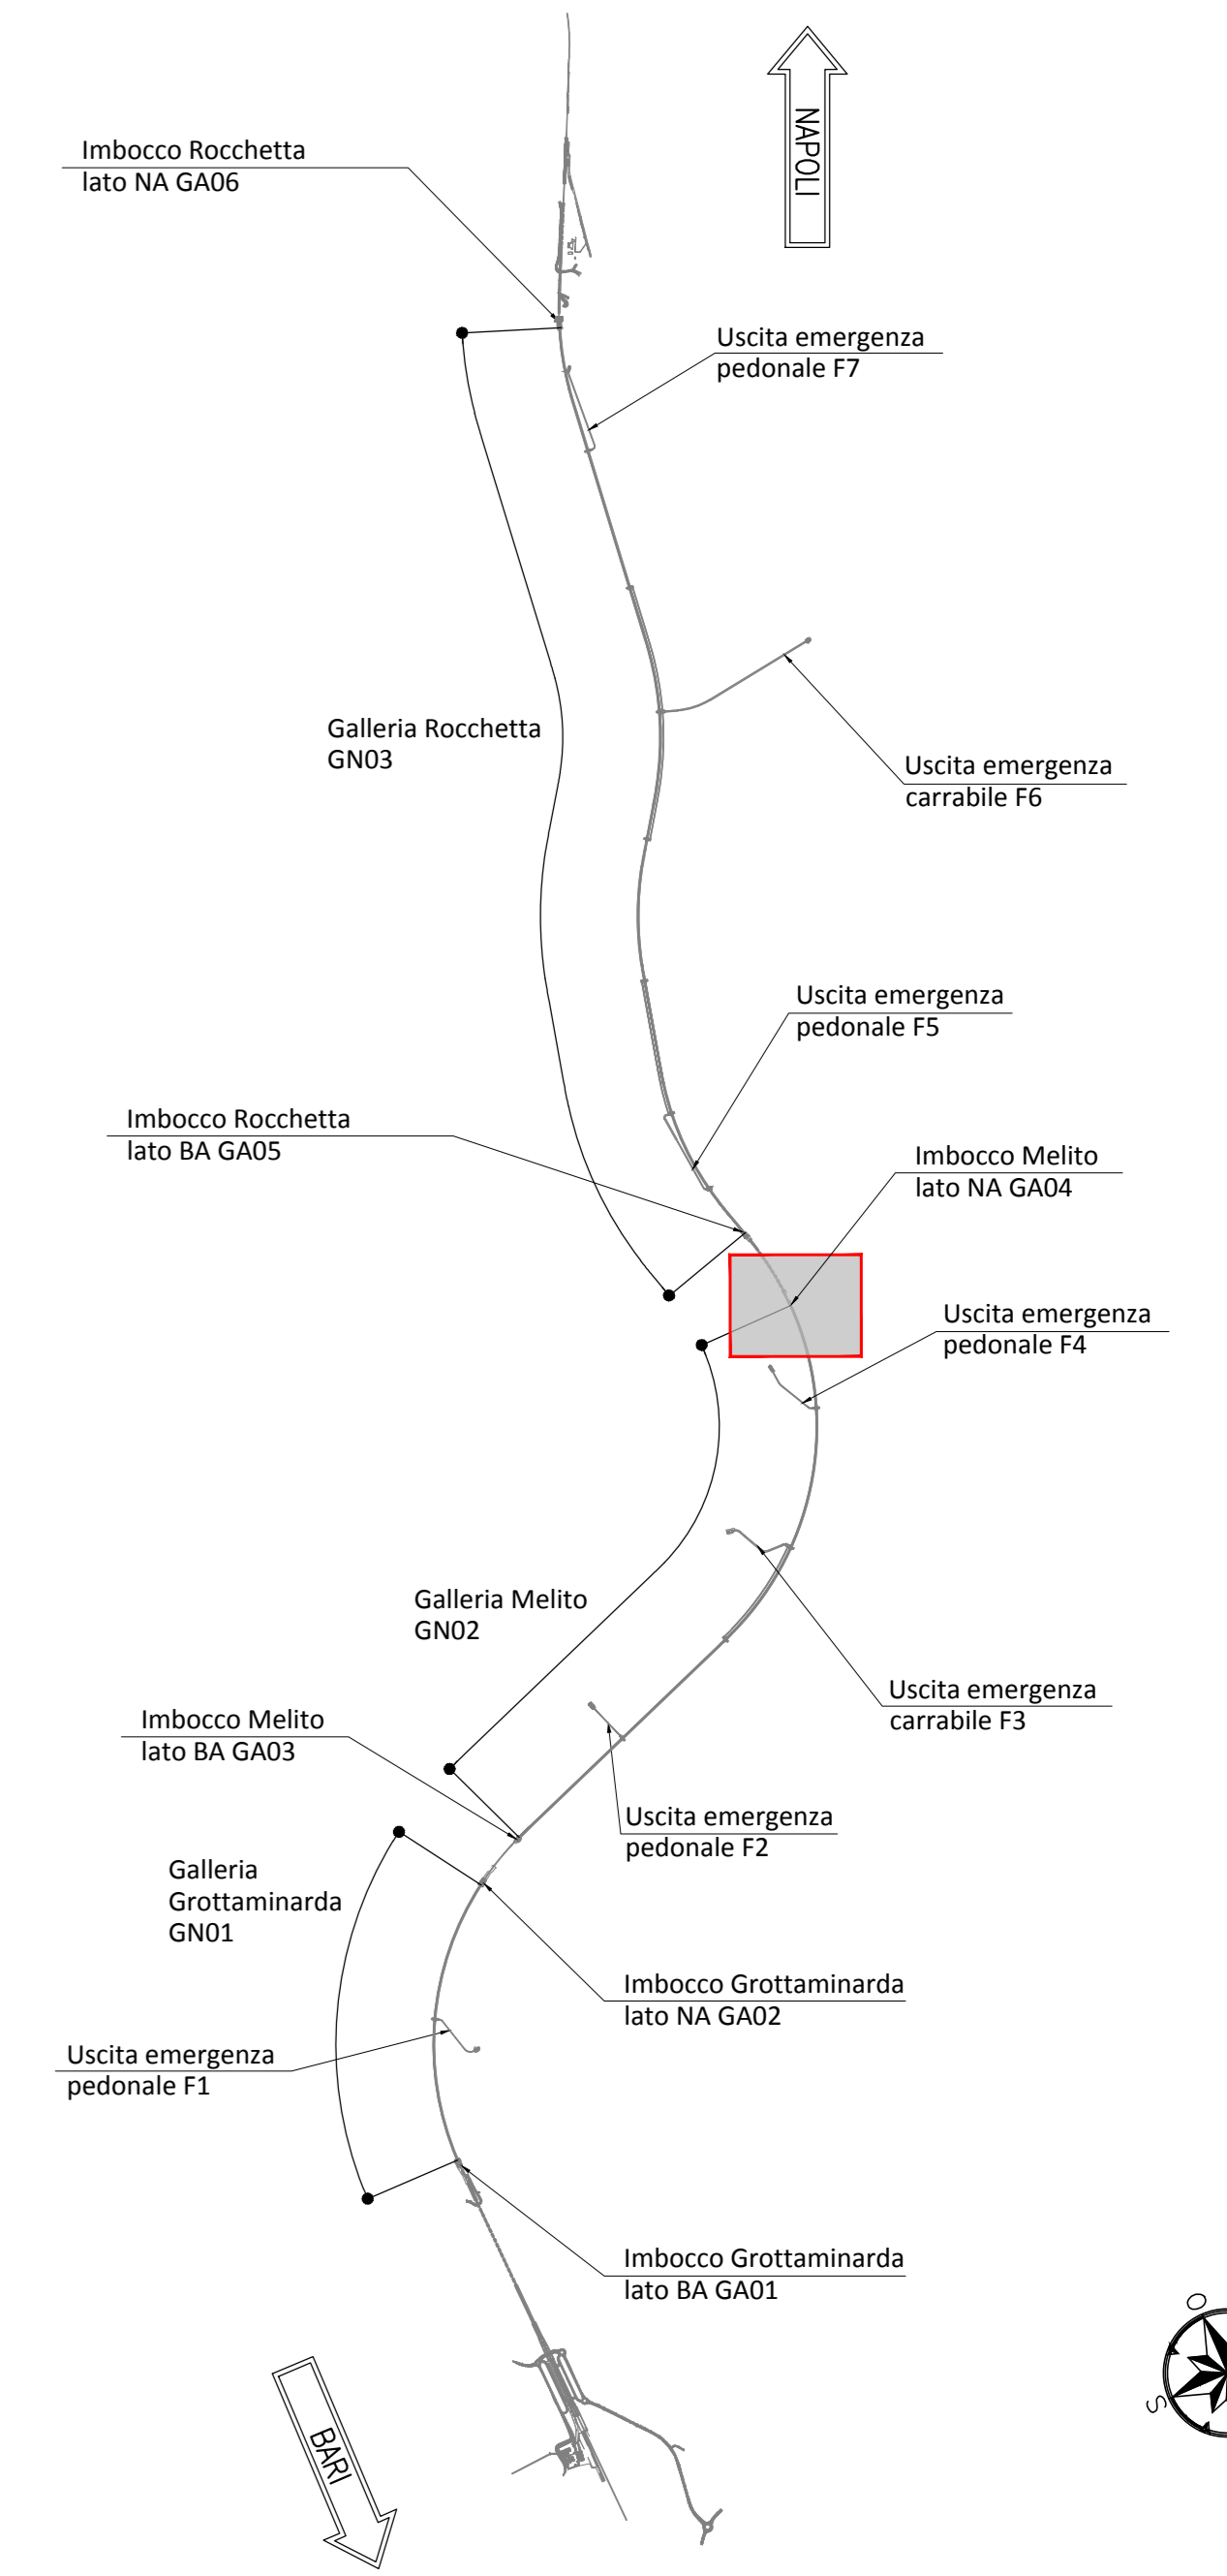 NAPOLI
Imbocco Rocchetta
lato NA GA06
Uscita emergenza
pedonale F7
Galleria Rocchetta
GN03
Uscita emergenza
carrabile F6
Uscita emergenza
pedonale F5
Imbocco Rocchetta
lato BA GA05
Imbocco Melito
lato NA GA04
Uscita emergenza
pedonale F4
Galleria Melito
GN02
Uscita emergenza
carrabile F3
Imbocco Melito
lato BA GA03
Uscita emergenza
pedonale F2
Galleria
Grottaminarda
GN01
Imbocco Grottaminarda
lato NA GA02
Uscita emergenza
pedonale F1
Imbocco Grottaminarda
lato BA GA01
O
S
BARI